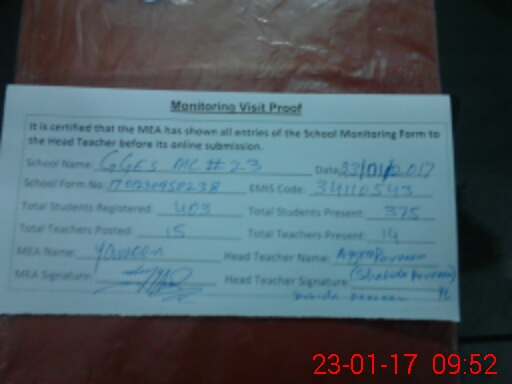 Monitoring Visit Proof
It is certified that the MEA has shown all entries of the School Monitoring Form to
the Head Teacher before its online submission.
School Name: GGES MC # 23 Date 23/01/2017
School Form No. EMIS Code: 34110543
Total Students Registered: 403 Total Students Present: 375
Total Teachers Posted: 15 Total Teachers Present: 14
MEA Name: Head Teacher Name: Parveen
MEA Signature: Head Teacher Signature: (Shahida Parveen)
23-01-17 09:52